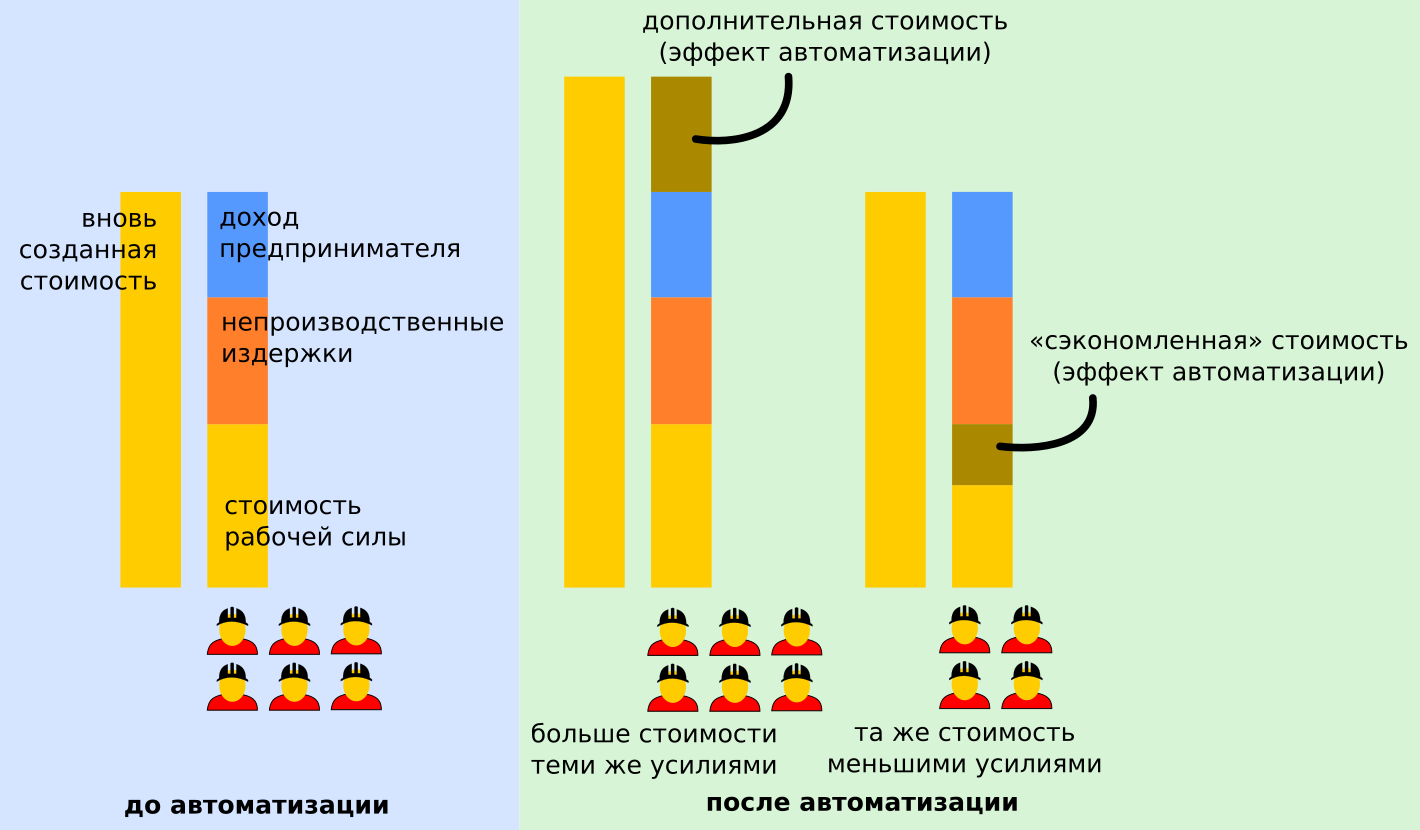 вновь
созданная
стоимость
доход
предпринимателя
непроизводственные
издержки
стоимость
рабочей силы
до автоматизации
дополнительная стоимость
(эффект автоматизации)
«сэкономленная» стоимость
(эффект автоматизации)
больше стоимости
теми же усилиями
та же стоимость
меньшими усилиями
после автоматизации